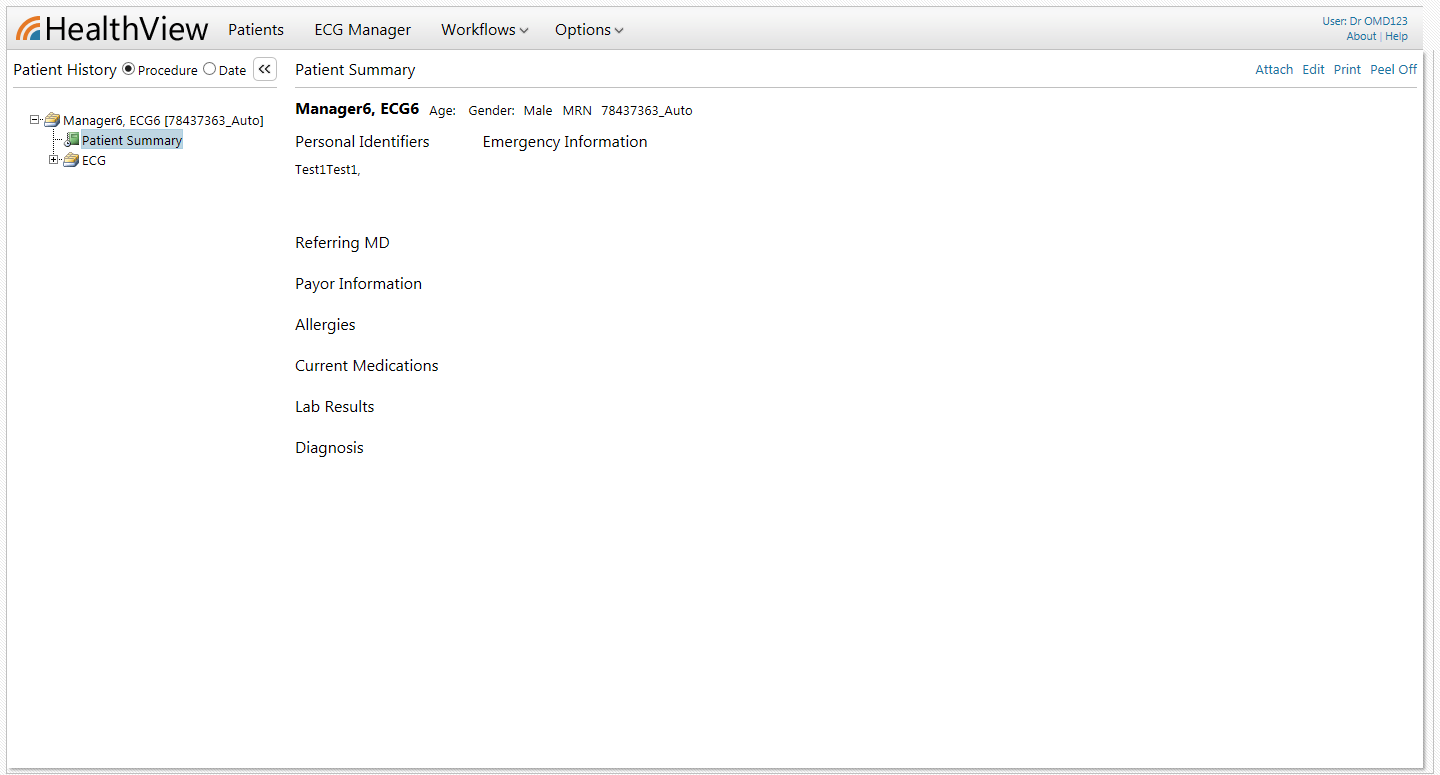 HealthView Patients ECG Manager Workflows Options
User: Dr OMD123
About | Help
Patient History Procedure Date <<
Manager6, ECG6 [78437363_Auto]
Patient Summary
ECG
Patient Summary Attach Edit Print Peel Off
Manager6, ECG6 Age: Gender: Male MRN 78437363_Auto
Personal Identifiers Emergency Information
Test1Test1,
Referring MD
Payor Information
Allergies
Current Medications
Lab Results
Diagnosis